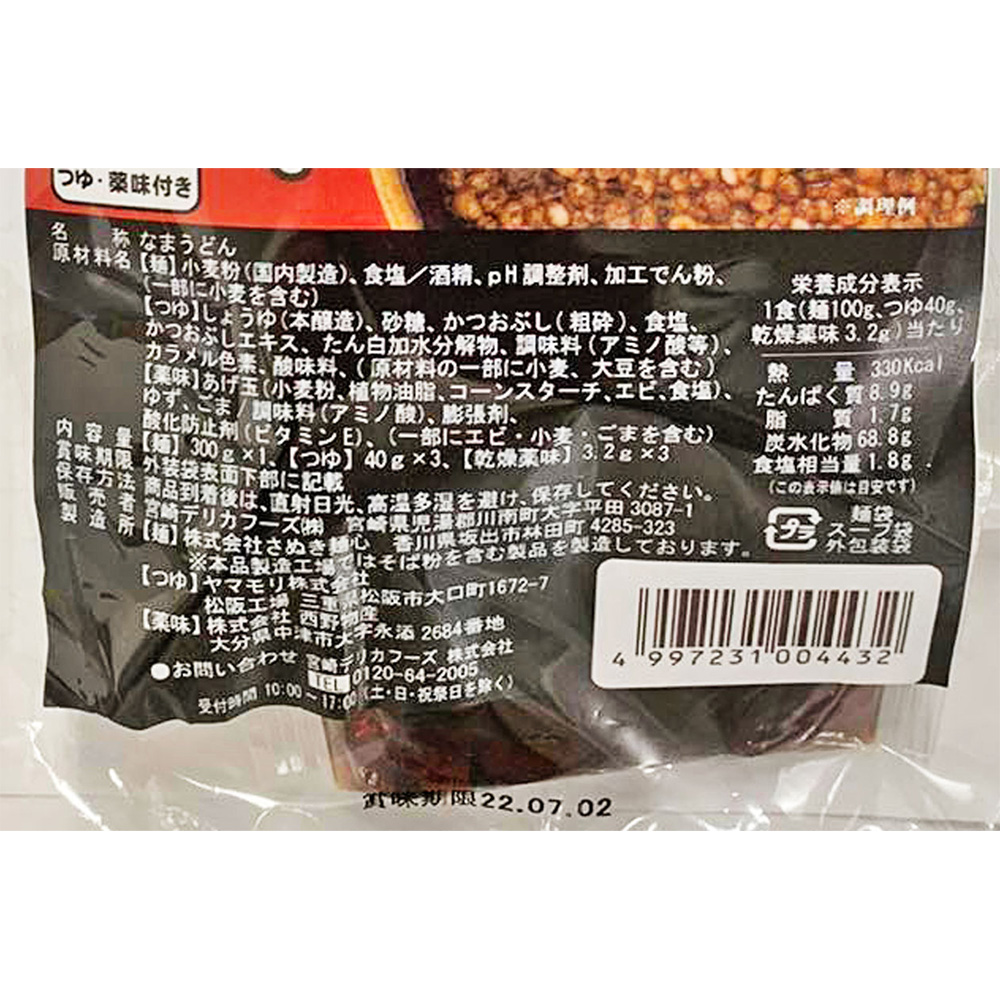 つゆ・薬味付き
※調理例
名称 なまうどん
原材料名【麺】小麦粉(国内製造)、食塩/酒精、pH調整剤、加工でん粉、
(一部に小麦を含む)
【つゆ】しょうゆ(本醸造)、砂糖、かつおぶし(粗砕)、食塩、
かつおぶしエキス、たん白加水分解物、調味料(アミノ酸等)、
カラメル色素、酸味料、(原材料の一部に小麦、大豆を含む)
【薬味】あげ玉(小麦粉、植物油脂、コーンスターチ、エビ、食塩)、
ゆず、ごま/調味料(アミノ酸)、膨張剤、
酸化防止剤(ビタミンE)、(一部にエビ・小麦・ごまを含む)
内容量【麺】300g×1、【つゆ】40g×3、【乾燥薬味】3.2g×3
賞味期限 外装袋表面下部に記載
保存方法 商品到着後は、直射日光、高温多湿を避け、保存してください。
販売者 宮崎デリカフーズ㈱ 宮崎県児湯郡川南町大字平田3087-1
製造所【麺】株式会社さぬき麺心 香川県坂出市林田町4285-323
※本品製造工場ではそば粉を含む製品を製造しております。
【つゆ】ヤマモリ株式会社
松阪工場 三重県松阪市大口町1672-7
【薬味】株式会社 西野物産
大分県中津市大字永添2684番地
●お問い合わせ 宮崎デリカフーズ 株式会社
TEL 0120-64-2005
受付時間 10:00〜17:00(土・日・祝祭日を除く)
栄養成分表示
1食(麺100g、つゆ40g、
乾燥薬味3.2g)当たり
熱量 330Kcal
たんぱく質 8.9g
脂質 1.7g
炭水化物 68.8g
食塩相当量 1.8g
(この表示値は目安です)
プラ
麺袋
スープ袋
外包装袋
4 997231 004432
賞味期限22.07.02